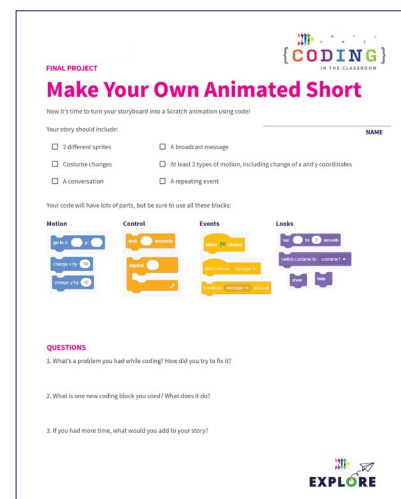 {CODING}
IN THE CLASSROOM
FINAL PROJECT
Make Your Own Animated Short
Now it's time to turn your storyboard into a Scratch animation using code!
Your story should include:
NAME
2 different sprites
A broadcast message
Costume changes
At least 2 types of motion, including change of x and y coordinates
A conversation
A repeating event
Your code will have lots of parts, but be sure to use all these blocks:
Motion Control Events Looks
go to x y
wait seconds
when clicked
say for 2 seconds
switch costume to costume1
change x by 10
repeat
when I receive message
show hide
change y by 10
broadcast message and wait
QUESTIONS
1. What's a problem you had while coding? How did you try to fix it?
2. What is one new coding block you used? What does it do?
3. If you had more time, what would you add to your story?
EXPLORE